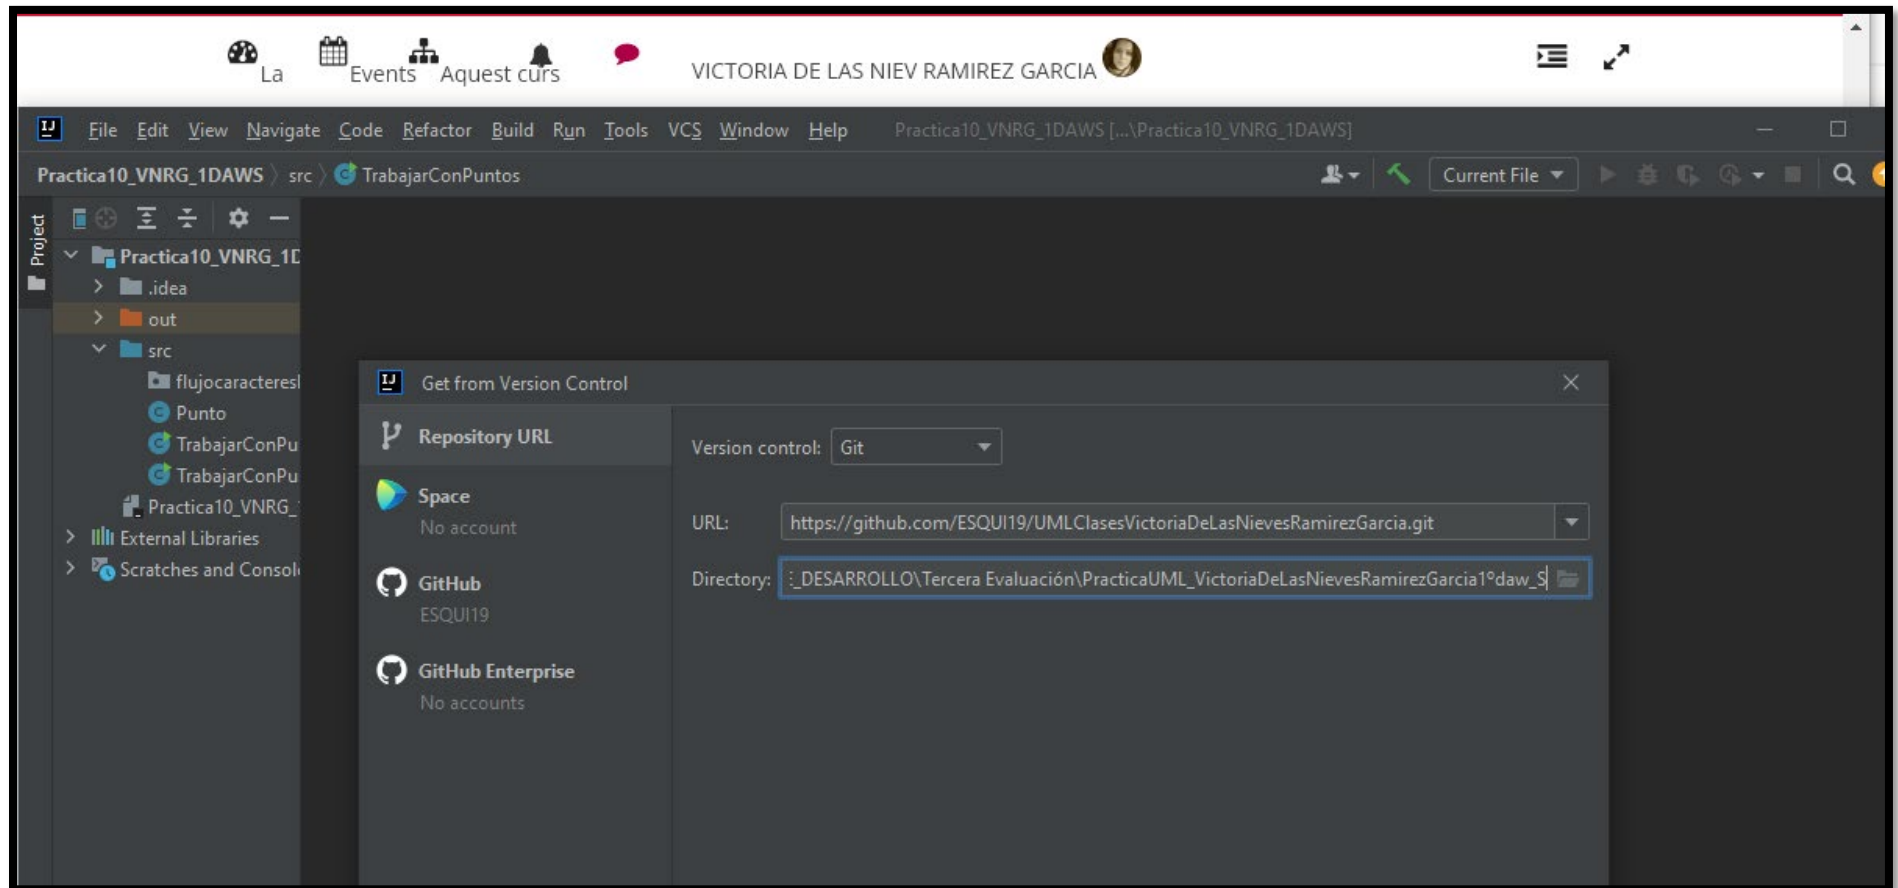 La Events Aquest curs VICTORIA DE LAS NIEV RAMIREZ GARCIA
IJ File Edit View Navigate Code Refactor Build Run Tools VCS Window Help Practica10_VNRG_1DAWS [...\Practica10_VNRG_1DAWS]
Practica10_VNRG_1DAWS src TrabajarConPuntos Current File
Project
Practica10_VNRG_1D
.idea
out
src
flujocaracteres
Punto
TrabajarConPu
TrabajarConPu
Practica10_VNRG_
External Libraries
Scratches and Consol
IJ Get from Version Control
Repository URL
Space
No account
GitHub
ESQUI19
GitHub Enterprise
No accounts
Version control: Git
URL: https://github.com/ESQUI19/UMLClasesVictoriaDeLasNievesRamirezGarcia.git
Directory: _DESARROLLO\Tercera Evaluación\PracticaUML_VictoriaDeLasNievesRamirezGarcia1ºdaw_S